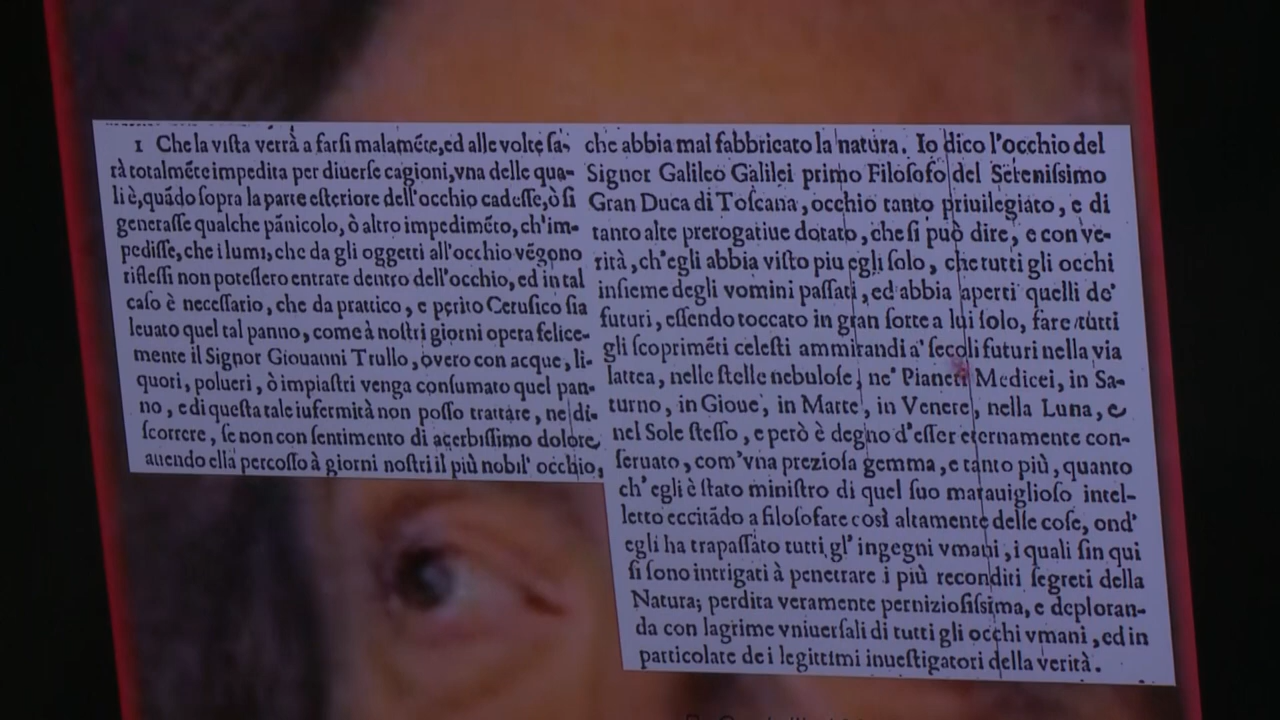 1 Che la viſta verrà a farſi malamẽte, ed alle volte ſa-
rà totalmẽte impedita per diuerſe cagioni, vna delle qua-
li è, quãdo ſopra la parte eſteriore dell'occhio cadeſſe, ò ſi
generaſſe qualche pãnicolo, ò altro impedimẽto, ch'im-
pediſſe, che i lumi, che da gli oggetti all'occhio vẽgono
rifleſſi non poteſſero entrare dentro dell'occhio, ed in tal
caſo è neceſſario, che da prattico, e perito Ceruſico ſia
leuato quel tal panno, come à noſtri giorni opera felice-
mente il Signor Giouanni Trullo, overo con acque, li-
quori, polueri, ò impiaſtri venga conſumato quel pan-
no, e di queſta tale iufermità non poſſo trattare, ne di-
ſcorrere, ſe non con ſentimento di acerbiſſimo dolore,
auendo ella percoſſo à giorni noſtri il più nobil' occhio,
che abbia mai fabbricato la natura. Io dico l'occhio del
Signor Galileo Galilei primo Filoſofo del Sereniſſimo
Gran Duca di Toſcana, occhio tanto priuilegiato, e di
tanto alte prerogatiue dotato, che ſi può dire, e con ve-
rità, ch'egli abbia viſto piu egli ſolo, che tutti gli occhi
inſieme degli vomini paſſati, ed abbia aperti quelli de'
futuri, eſſendo toccato in gran ſorte a lui ſolo, fare tutti
gli ſcoprimẽti celeſti ammirandi a' ſecoli futuri nella via
lattea, nelle ſtelle nebuloſe, ne' Pianeti Medicei, in Sa-
turno, in Gioue, in Marte, in Venere, nella Luna, e
nel Sole ſteſſo, e però è degno d'eſſer eternamente con-
ſeruato, com'vna prezioſa gemma, e tanto più, quanto
ch' egli è ſtato miniſtro di quel ſuo marauiglioſo intel-
letto eccitãdo a filoſofare così altamente delle coſe, ond'
egli ha trapaſſato tutti gl' ingegni vmani, i quali fin qui
ſi ſono intrigati à penetrare i più reconditi ſegreti della
Natura; perdita veramente pernizioſiſſima, e deploran-
da con lagrime vniuerſali di tutti gli occhi vmani, ed in
particolare dei legittimi inueſtigatori della verità.